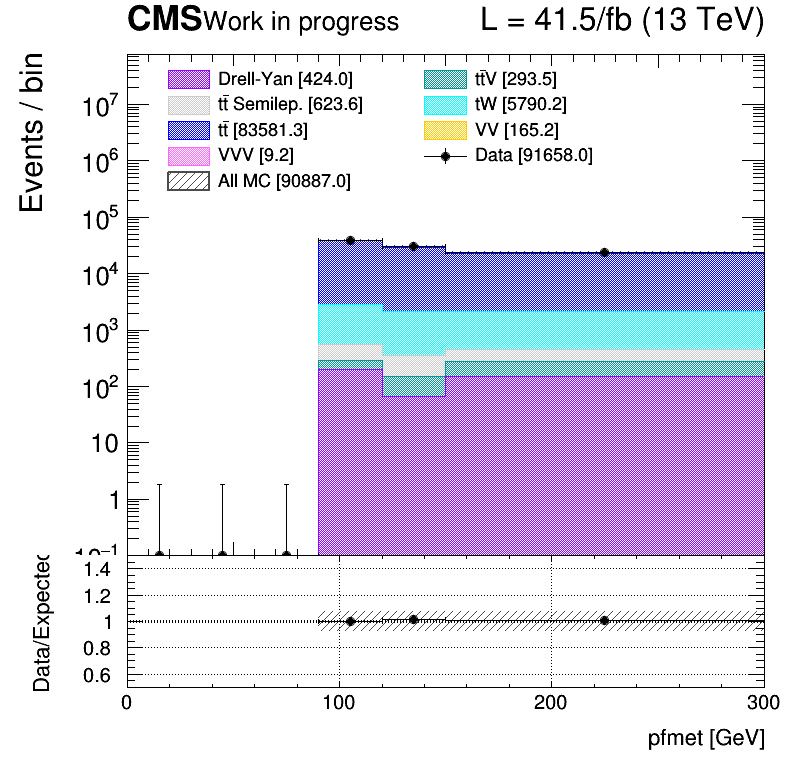 CMS Work in progress L = 41.5/fb (13 TeV)
Events / bin
Drell-Yan [424.0]
tt̄ Semilep. [623.6]
tt̄ [83581.3]
VVV [9.2]
All MC [90887.0]
tt̄V [293.5]
tW [5790.2]
VV [165.2]
Data [91658.0]
10⁷
10⁶
10⁵
10⁴
10³
10²
10
1
10⁻¹
Data/Expected
1.4
1.2
1
0.8
0.6
0 100 200 300
pfmet [GeV]